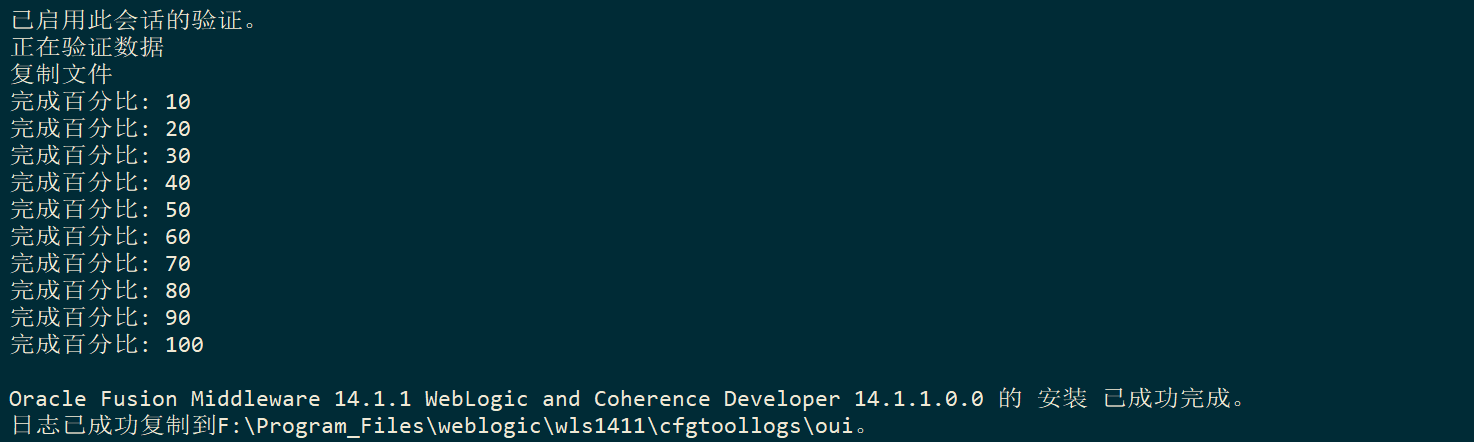 已启用此会话的验证。
正在验证数据
复制文件
完成百分比: 10
完成百分比: 20
完成百分比: 30
完成百分比: 40
完成百分比: 50
完成百分比: 60
完成百分比: 70
完成百分比: 80
完成百分比: 90
完成百分比: 100
Oracle Fusion Middleware 14.1.1 WebLogic and Coherence Developer 14.1.1.0.0 的 安装 已成功完成。
日志已成功复制到F:\Program_Files\weblogic\wls1411\cfgtoollogs\oui。